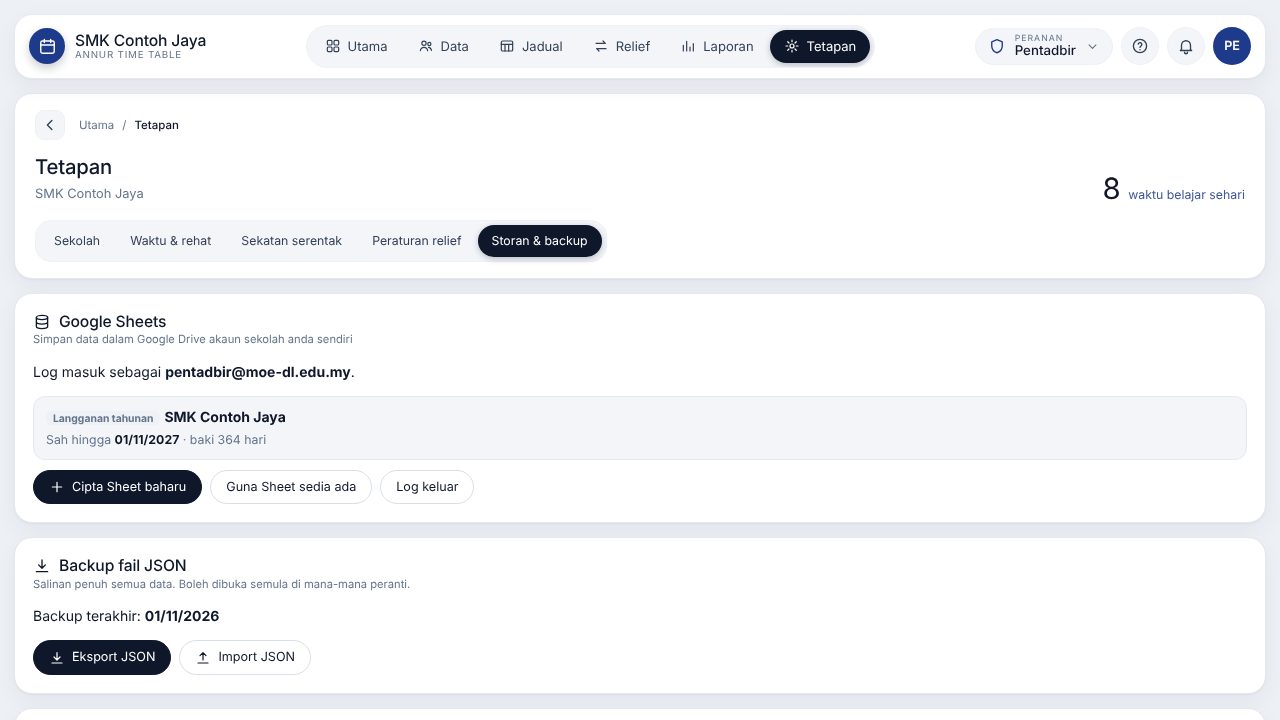 SMK Contoh Jaya
ANNUR TIME TABLE
Utama
Data
Jadual
Relief
Laporan
Tetapan
PERANAN
Pentadbir
PE
Utama / Tetapan
Tetapan
SMK Contoh Jaya
8 waktu belajar sehari
Sekolah
Waktu & rehat
Sekatan serentak
Peraturan relief
Storan & backup
Google Sheets
Simpan data dalam Google Drive akaun sekolah anda sendiri
Log masuk sebagai pentadbir@moe-dl.edu.my.
Langganan tahunan SMK Contoh Jaya
Sah hingga 01/11/2027 · baki 364 hari
Cipta Sheet baharu
Guna Sheet sedia ada
Log keluar
Backup fail JSON
Salinan penuh semua data. Boleh dibuka semula di mana-mana peranti.
Backup terakhir: 01/11/2026
Eksport JSON
Import JSON